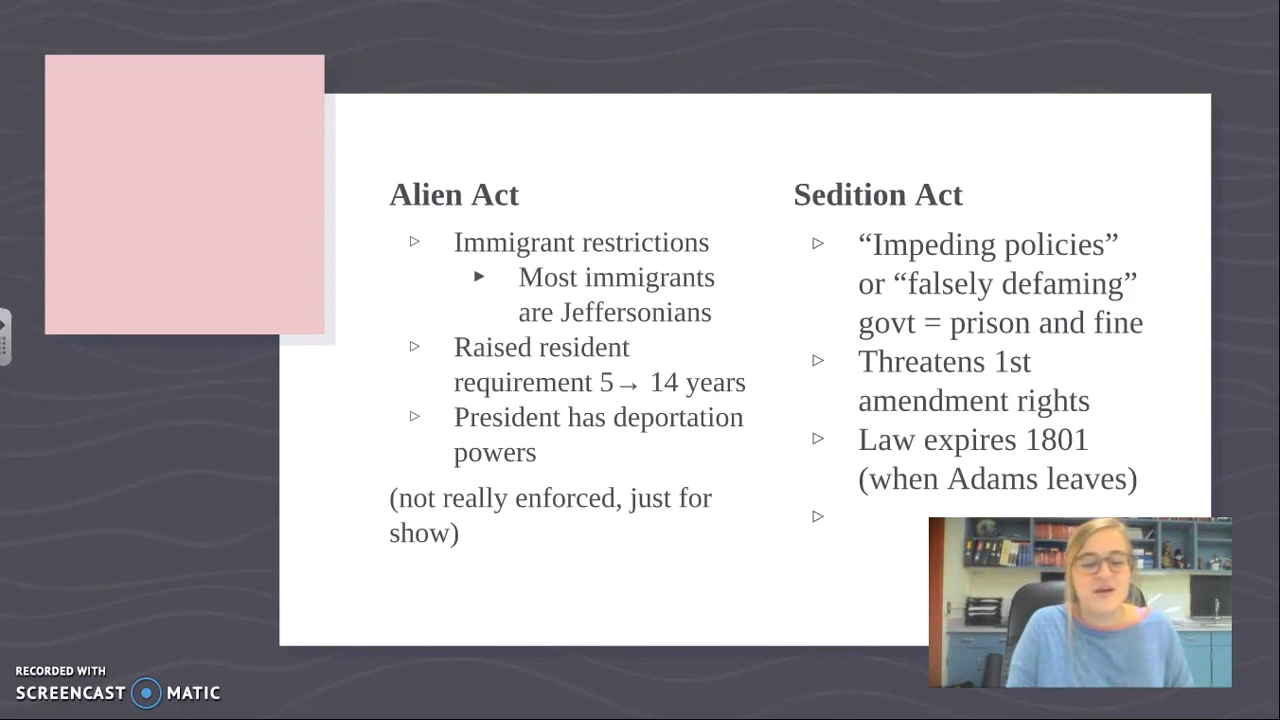 Alien Act
▷ Immigrant restrictions
▸ Most immigrants
are Jeffersonians
▷ Raised resident
requirement 5→ 14 years
▷ President has deportation
powers
(not really enforced, just for
show)
Sedition Act
▷ “Impeding policies”
or “falsely defaming”
govt = prison and fine
▷ Threatens 1st
amendment rights
▷ Law expires 1801
(when Adams leaves)
▷
RECORDED WITH
SCREENCAST MATIC